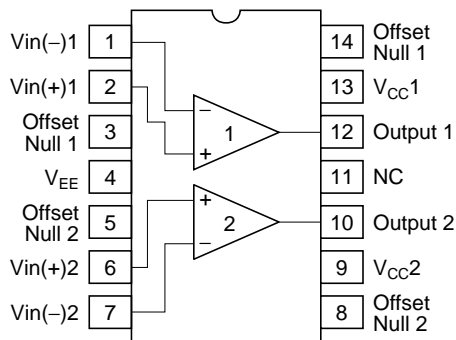 Vin(–)1 1
Vin(+)1 2
Offset
Null 1 3
VEE 4
Offset
Null 2 5
Vin(+)2 6
Vin(–)2 7
– 1
+
+ 2
–
14 Offset
Null 1
13 VCC1
12 Output 1
11 NC
10 Output 2
9 VCC2
8 Offset
Null 2